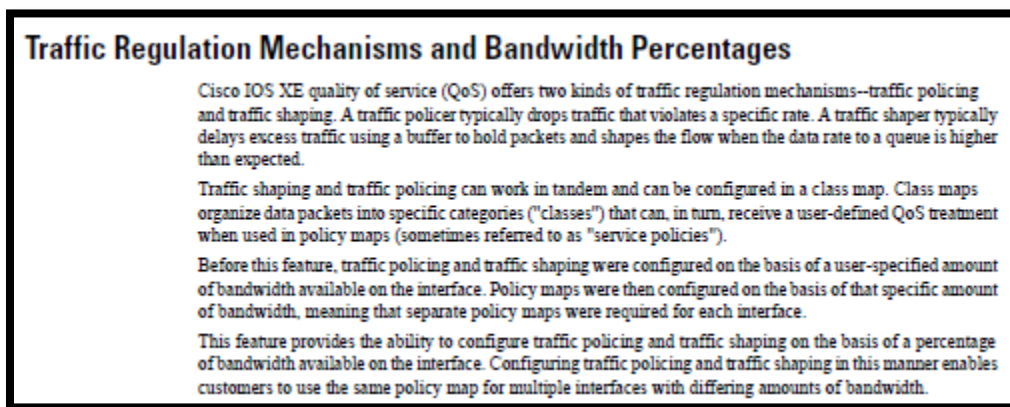 Traffic Regulation Mechanisms and Bandwidth Percentages
Cisco IOS XE quality of service (QoS) offers two kinds of traffic regulation mechanisms--traffic policing
and traffic shaping. A traffic policer typically drops traffic that violates a specific rate. A traffic shaper typically
delays excess traffic using a buffer to hold packets and shapes the flow when the data rate to a queue is higher
than expected.
Traffic shaping and traffic policing can work in tandem and can be configured in a class map. Class maps
organize data packets into specific categories ("classes") that can, in turn, receive a user-defined QoS treatment
when used in policy maps (sometimes referred to as "service policies").
Before this feature, traffic policing and traffic shaping were configured on the basis of a user-specified amount
of bandwidth available on the interface. Policy maps were then configured on the basis of that specific amount
of bandwidth, meaning that separate policy maps were required for each interface.
This feature provides the ability to configure traffic policing and traffic shaping on the basis of a percentage
of bandwidth available on the interface. Configuring traffic policing and traffic shaping in this manner enables
customers to use the same policy map for multiple interfaces with differing amounts of bandwidth.